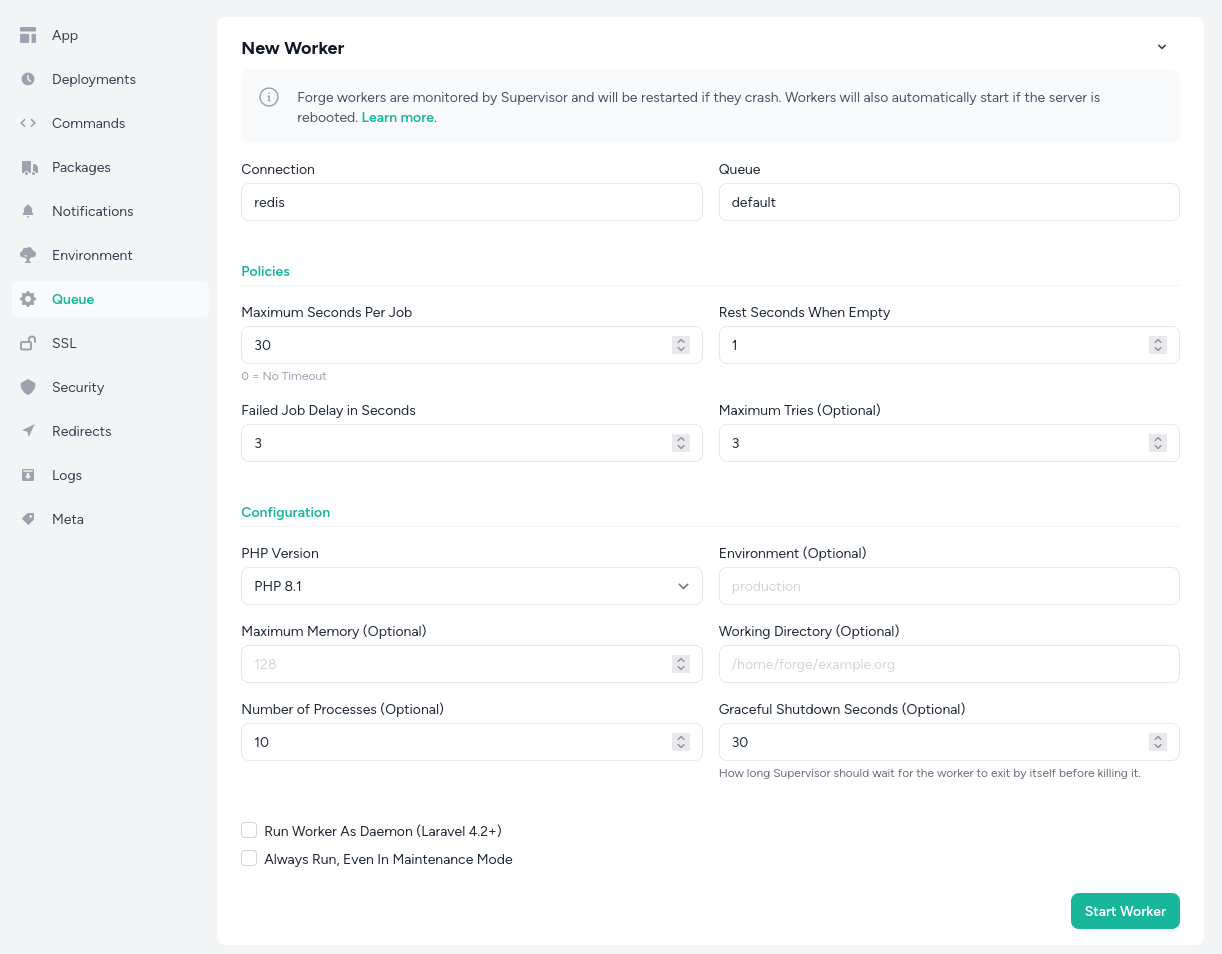 App
Deployments
Commands
Packages
Notifications
Environment
Queue
SSL
Security
Redirects
Logs
Meta
New Worker
Forge workers are monitored by Supervisor and will be restarted if they crash. Workers will also automatically start if the server is
rebooted. Learn more.
Connection
redis
Queue
default
Policies
Maximum Seconds Per Job
30
0 = No Timeout
Rest Seconds When Empty
1
Failed Job Delay in Seconds
3
Maximum Tries (Optional)
3
Configuration
PHP Version
PHP 8.1
Environment (Optional)
production
Maximum Memory (Optional)
128
Working Directory (Optional)
/home/forge/example.org
Number of Processes (Optional)
10
Graceful Shutdown Seconds (Optional)
30
How long Supervisor should wait for the worker to exit by itself before killing it.
Run Worker As Daemon (Laravel 4.2+)
Always Run, Even In Maintenance Mode
Start Worker